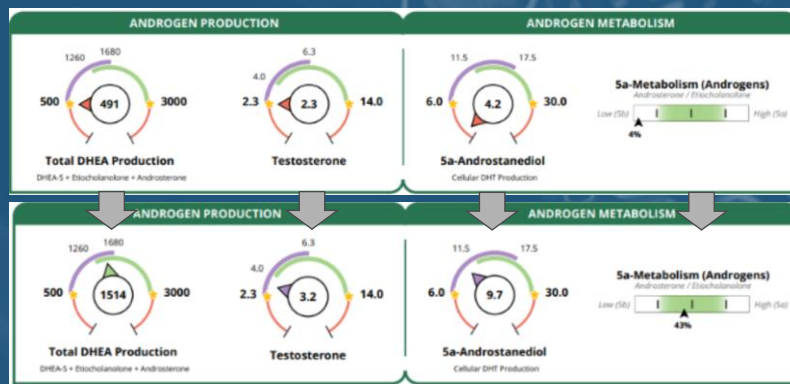 ANDROGEN PRODUCTION
ANDROGEN METABOLISM
1260
1680
500
491
3000
Total DHEA Production
DHEA-S + Etiocholanolone + Androsterone
4.0
6.3
2.3
2.3
14.0
Testosterone
11.5
17.5
6.0
4.2
30.0
5a-Androstanediol
Cellular DHT Production
5a-Metabolism (Androgens)
Androsterone / Etiocholanolone
Low (5b)
High (5a)
4%
ANDROGEN PRODUCTION
ANDROGEN METABOLISM
1260
1680
500
1514
3000
Total DHEA Production
DHEA-S + Etiocholanolone + Androsterone
4.0
6.3
2.3
3.2
14.0
Testosterone
11.5
17.5
6.0
9.7
30.0
5a-Androstanediol
Cellular DHT Production
5a-Metabolism (Androgens)
Androsterone / Etiocholanolone
Low (5b)
High (5a)
43%